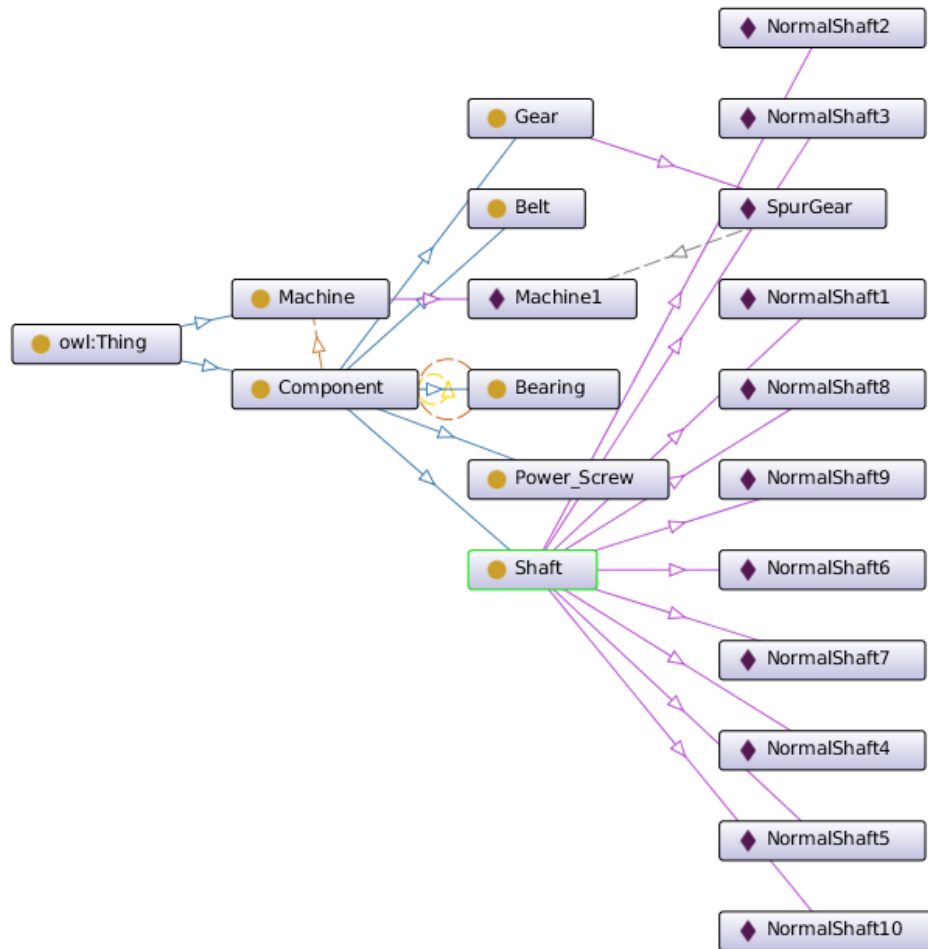 NormalShaft2
Gear
NormalShaft3
Belt
SpurGear
Machine
Machine1
NormalShaft1
owl:Thing
Component
Bearing
NormalShaft8
Power_Screw
NormalShaft9
Shaft
NormalShaft6
NormalShaft7
NormalShaft4
NormalShaft5
NormalShaft10